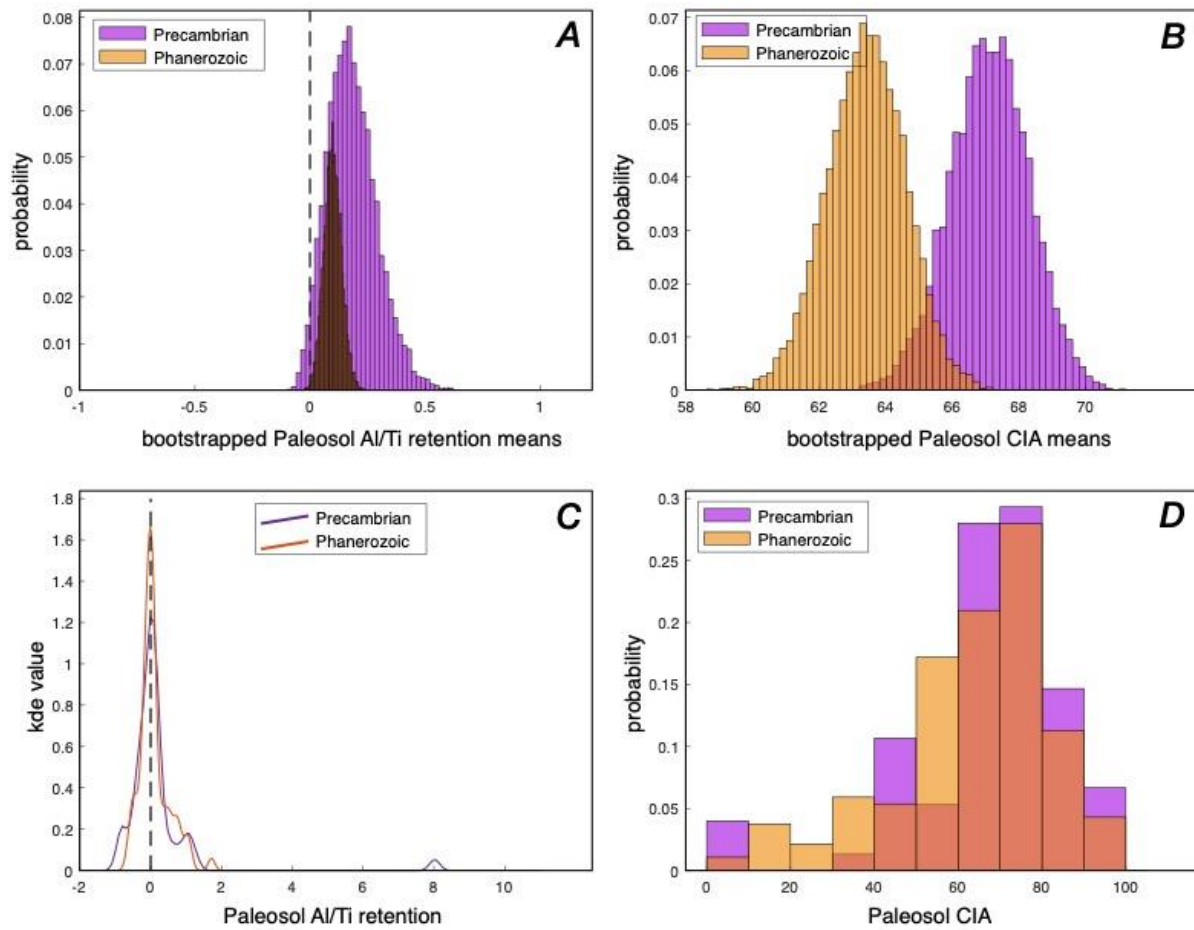 A
Precambrian
Phanerozoic
0.08
0.07
0.06
0.05
0.04
0.03
0.02
0.01
0
-1
-0.5
0
0.5
1
probability
bootstrapped Paleosol Al/Ti retention means
B
Precambrian
Phanerozoic
0.07
0.06
0.05
0.04
0.03
0.02
0.01
0
58
60
62
64
66
68
70
probability
bootstrapped Paleosol CIA means
C
Precambrian
Phanerozoic
1.8
1.6
1.4
1.2
1
0.8
0.6
0.4
0.2
0
-2
0
2
4
6
8
10
kde value
Paleosol Al/Ti retention
D
Precambrian
Phanerozoic
0.3
0.25
0.2
0.15
0.1
0.05
0
0
20
40
60
80
100
probability
Paleosol CIA